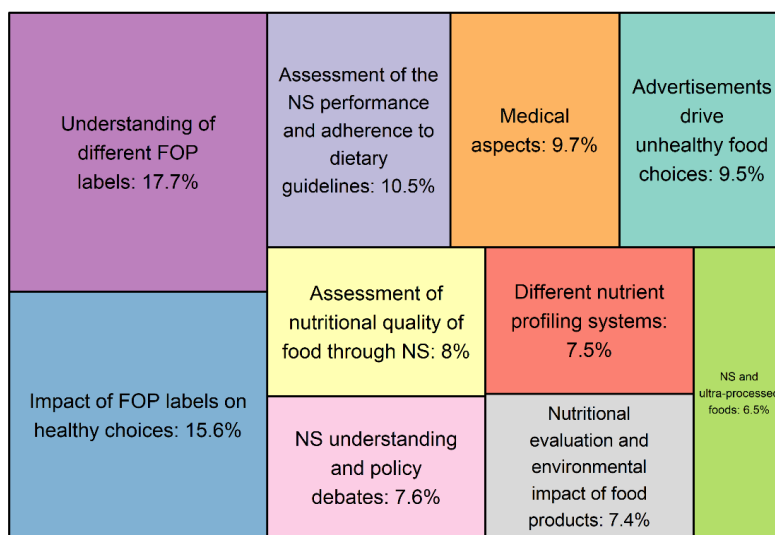 Understanding of
different FOP
labels: 17.7%
Assessment of the
NS performance
and adherence to
dietary
guidelines: 10.5%
Medical
aspects: 9.7%
Advertisements
drive
unhealthy food
choices: 9.5%
Impact of FOP labels on
healthy choices: 15.6%
Assessment of
nutritional quality of
food through NS: 8%
Different nutrient
profiling systems:
7.5%
NS and
ultra-processed
foods: 6.5%
NS understanding
and policy
debates: 7.6%
Nutritional
evaluation and
environmental
impact of food
products: 7.4%